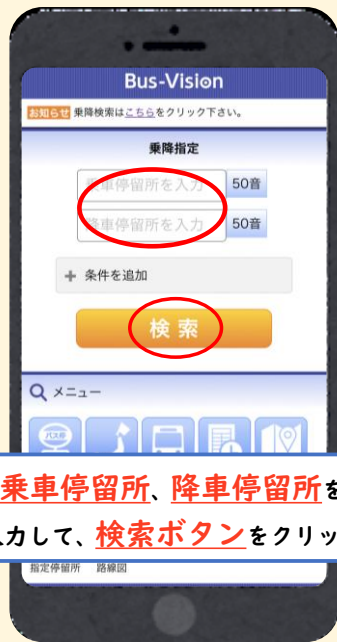 Bus-Vision
お知らせ 乗降検索はこちらをクリック下さい。
乗降指定
乗車停留所を入力 50音
降車停留所を入力 50音
+ 条件を追加
検 索
メニュー
バス停
乗車停留所、降車停留所を
入力して、検索ボタンをクリッ
指定停留所 路線図